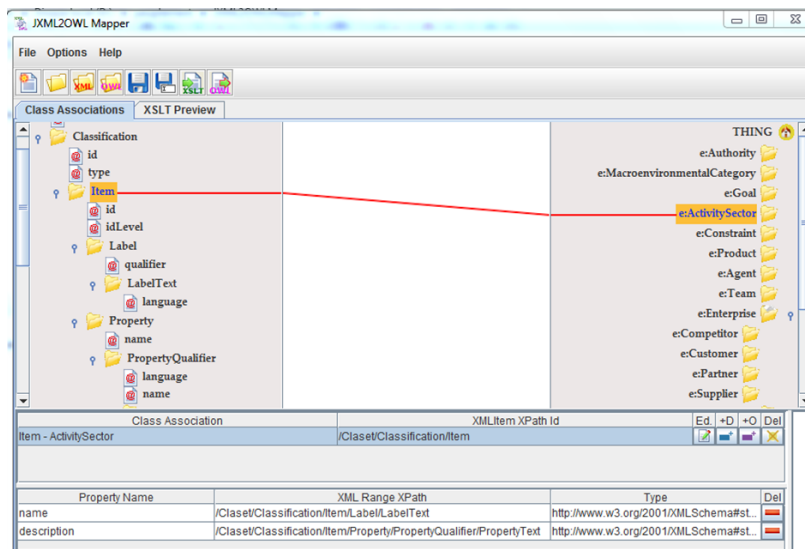 JXML2OWL Mapper
File Options Help
XML OWL XSLT OWL
Class Associations XSLT Preview
Classification
@ id
@ type
Item
@ id
@ idLevel
Label
@ qualifier
LabelText
@ language
Property
@ name
PropertyQualifier
@ language
@ name
THING
e:Authority
e:MacroenvironmentalCategory
e:Goal
e:ActivitySector
e:Constraint
e:Product
e:Agent
e:Team
e:Enterprise
e:Competitor
e:Customer
e:Partner
e:Supplier
Class Association XMLItem XPath Id Ed. +D +O Del
Item - ActivitySector /Claset/Classification/Item
Property Name XML Range XPath Type Del
name /Claset/Classification/Item/Label/LabelText http://www.w3.org/2001/XMLSchema#st...
description /Claset/Classification/Item/Property/PropertyQualifier/PropertyText http://www.w3.org/2001/XMLSchema#st...